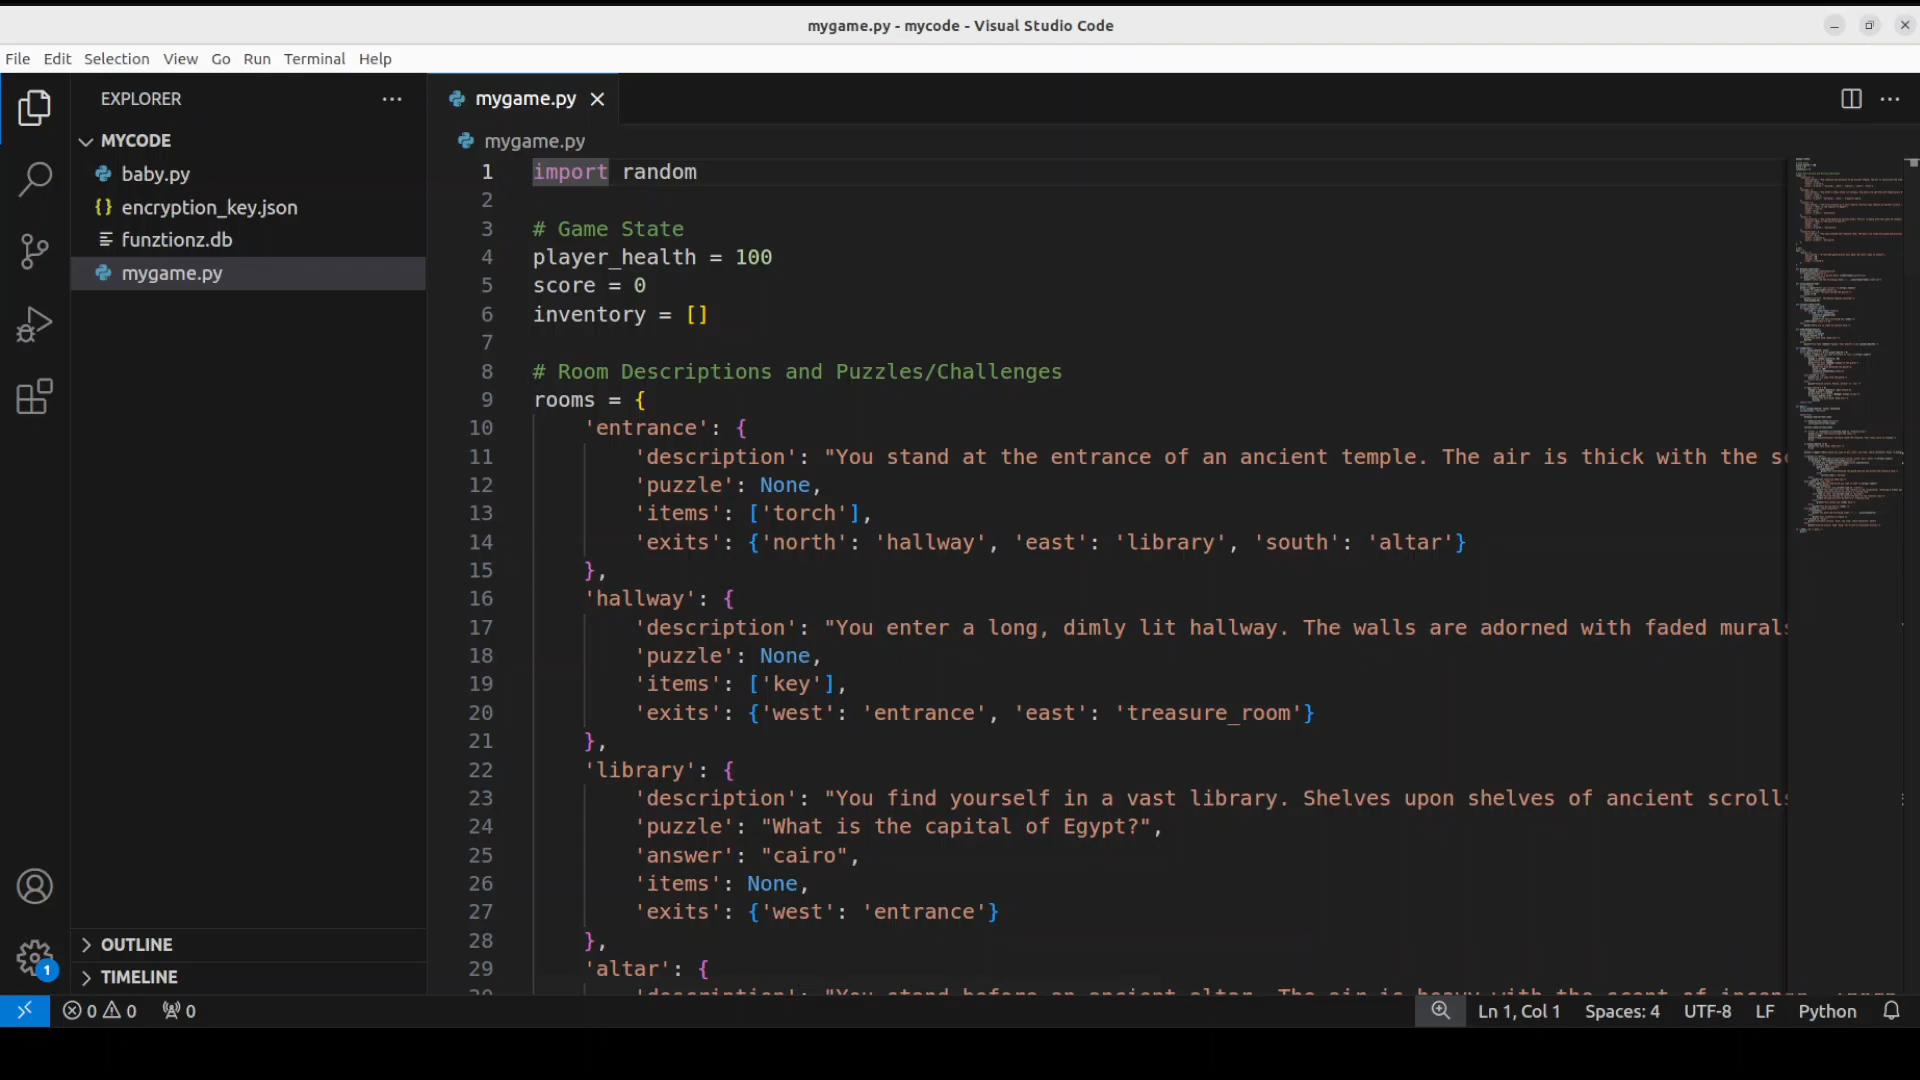 mygame.py - mycode - Visual Studio Code
File Edit Selection View Go Run Terminal Help
EXPLORER
MYCODE
baby.py
encryption_key.json
funztionz.db
mygame.py
OUTLINE
TIMELINE
mygame.py
mygame.py
1 import random
2
3 # Game State
4 player_health = 100
5 score = 0
6 inventory = []
7
8 # Room Descriptions and Puzzles/Challenges
9 rooms = {
10 'entrance': {
11 'description': "You stand at the entrance of an ancient temple. The air is thick with the
12 'puzzle': None,
13 'items': ['torch'],
14 'exits': {'north': 'hallway', 'east': 'library', 'south': 'altar'}
15 },
16 'hallway': {
17 'description': "You enter a long, dimly lit hallway. The walls are adorned with faded murals
18 'puzzle': None,
19 'items': ['key'],
20 'exits': {'west': 'entrance', 'east': 'treasure_room'}
21 },
22 'library': {
23 'description': "You find yourself in a vast library. Shelves upon shelves of ancient scrolls
24 'puzzle': "What is the capital of Egypt?",
25 'answer': "cairo",
26 'items': None,
27 'exits': {'west': 'entrance'}
28 },
29 'altar': {
30 'description': "You stand before an ancient altar. The air is heavy with the scent of
1
0 0 0 Ln 1, Col 1 Spaces: 4 UTF-8 LF Python